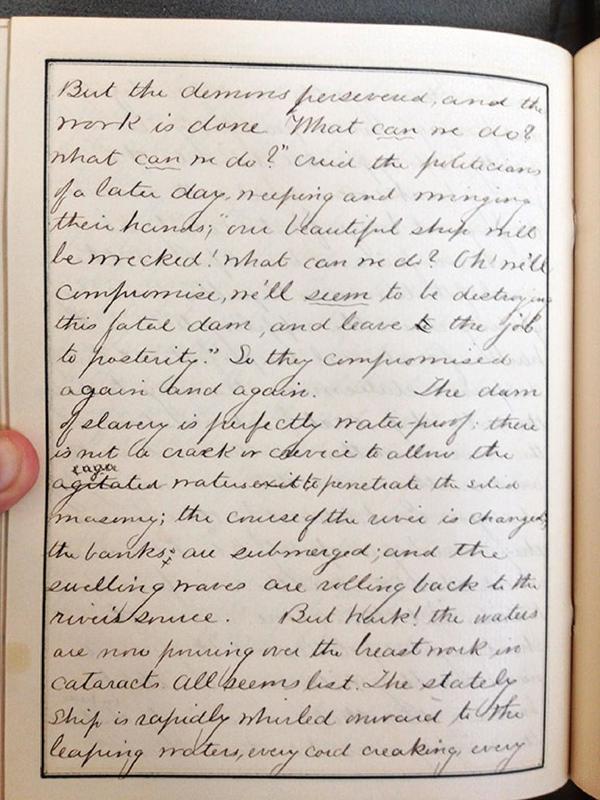 But the demons persevered, and the
work is done "What can we do?
what can we do?" cried the politicians
of a later day, weeping and wringing
their hands; "our beautiful ship will
be wrecked! what can we do? Oh! we'll
compromise, we'll seem to be destroying
this fatal dam, and leave the job
to posterity." So they compromised
again and again. The dam
of slavery is perfectly water-proof: there
is not a crack or crevice to allow the
agitated waters exit to penetrate the solid
masonry; the course of the river is changed;
the banks are submerged; and the
swelling waves are rolling back to the
river's source. But hark! the waters
are now pouring over the breastwork in
cataracts All seems lost. The stately
ship is rapidly whirled onward to the
leaping waters, every cord creaking, every